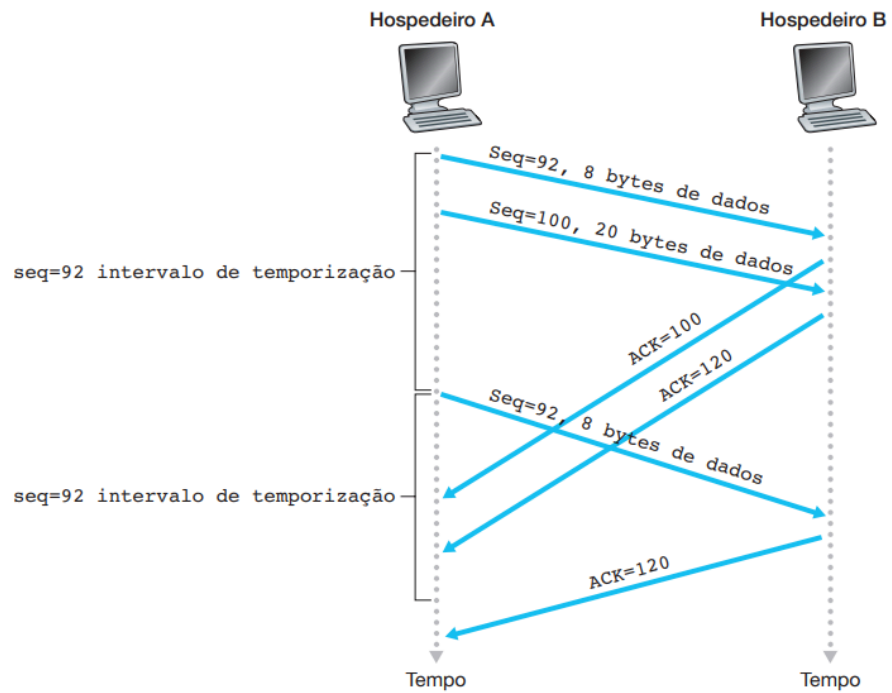 Hospedeiro A
Hospedeiro B
Seq=92, 8 bytes de dados
Seq=100, 20 bytes de dados
seq=92 intervalo de temporização
ACK=100
ACK=120
Seq=92, 8 bytes de dados
seq=92 intervalo de temporização
ACK=120
Tempo
Tempo